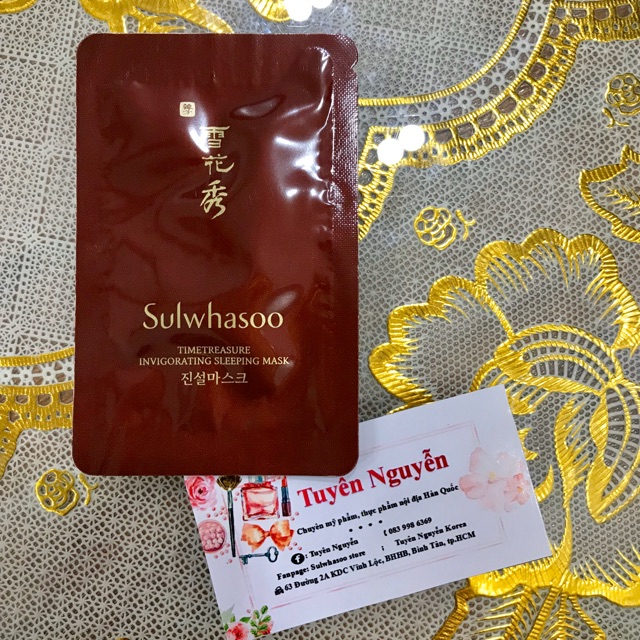 雪花秀
Sulwhasoo
TIMETREASURE
INVIGORATING SLEEPING MASK
진설마스크
Tuyên Nguyễn
Chuyên mỹ phẩm, thực phẩm nội địa Hàn Quốc
* * * *
: Tuyên Nguyễn
083 998 6369
: Tuyên Nguyễn Korea
Fanpage: Sulwhasoo store
63 Đường 2A KDC Vĩnh Lộc, BHHB, Bình Tân, tp.HCM